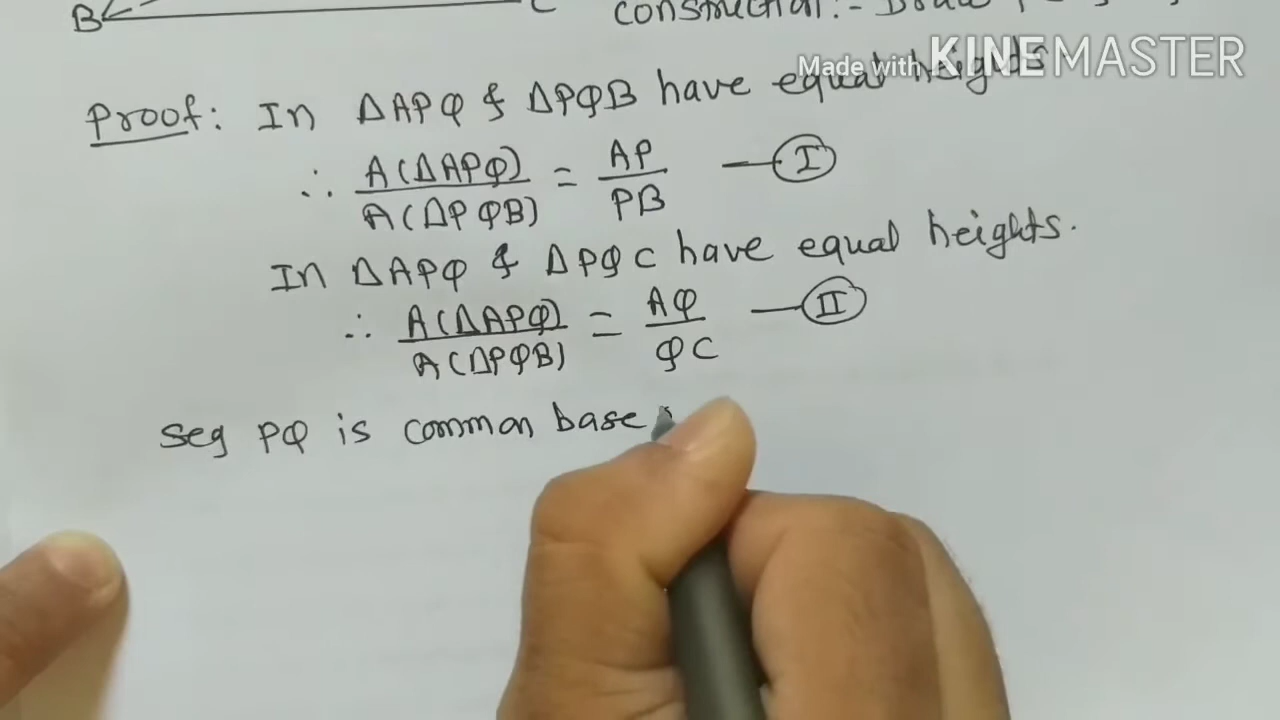 B C Construction:-
Made with KINEMASTER
Proof: In ΔAPQ & ΔPQB have equal heights.
∴ A(ΔAPQ) / A(ΔPQB) = AP / PB — I
In ΔAPQ & ΔPQC have equal heights.
∴ A(ΔAPQ) / A(ΔPQB) = AQ / QC — II
seg PQ is common base